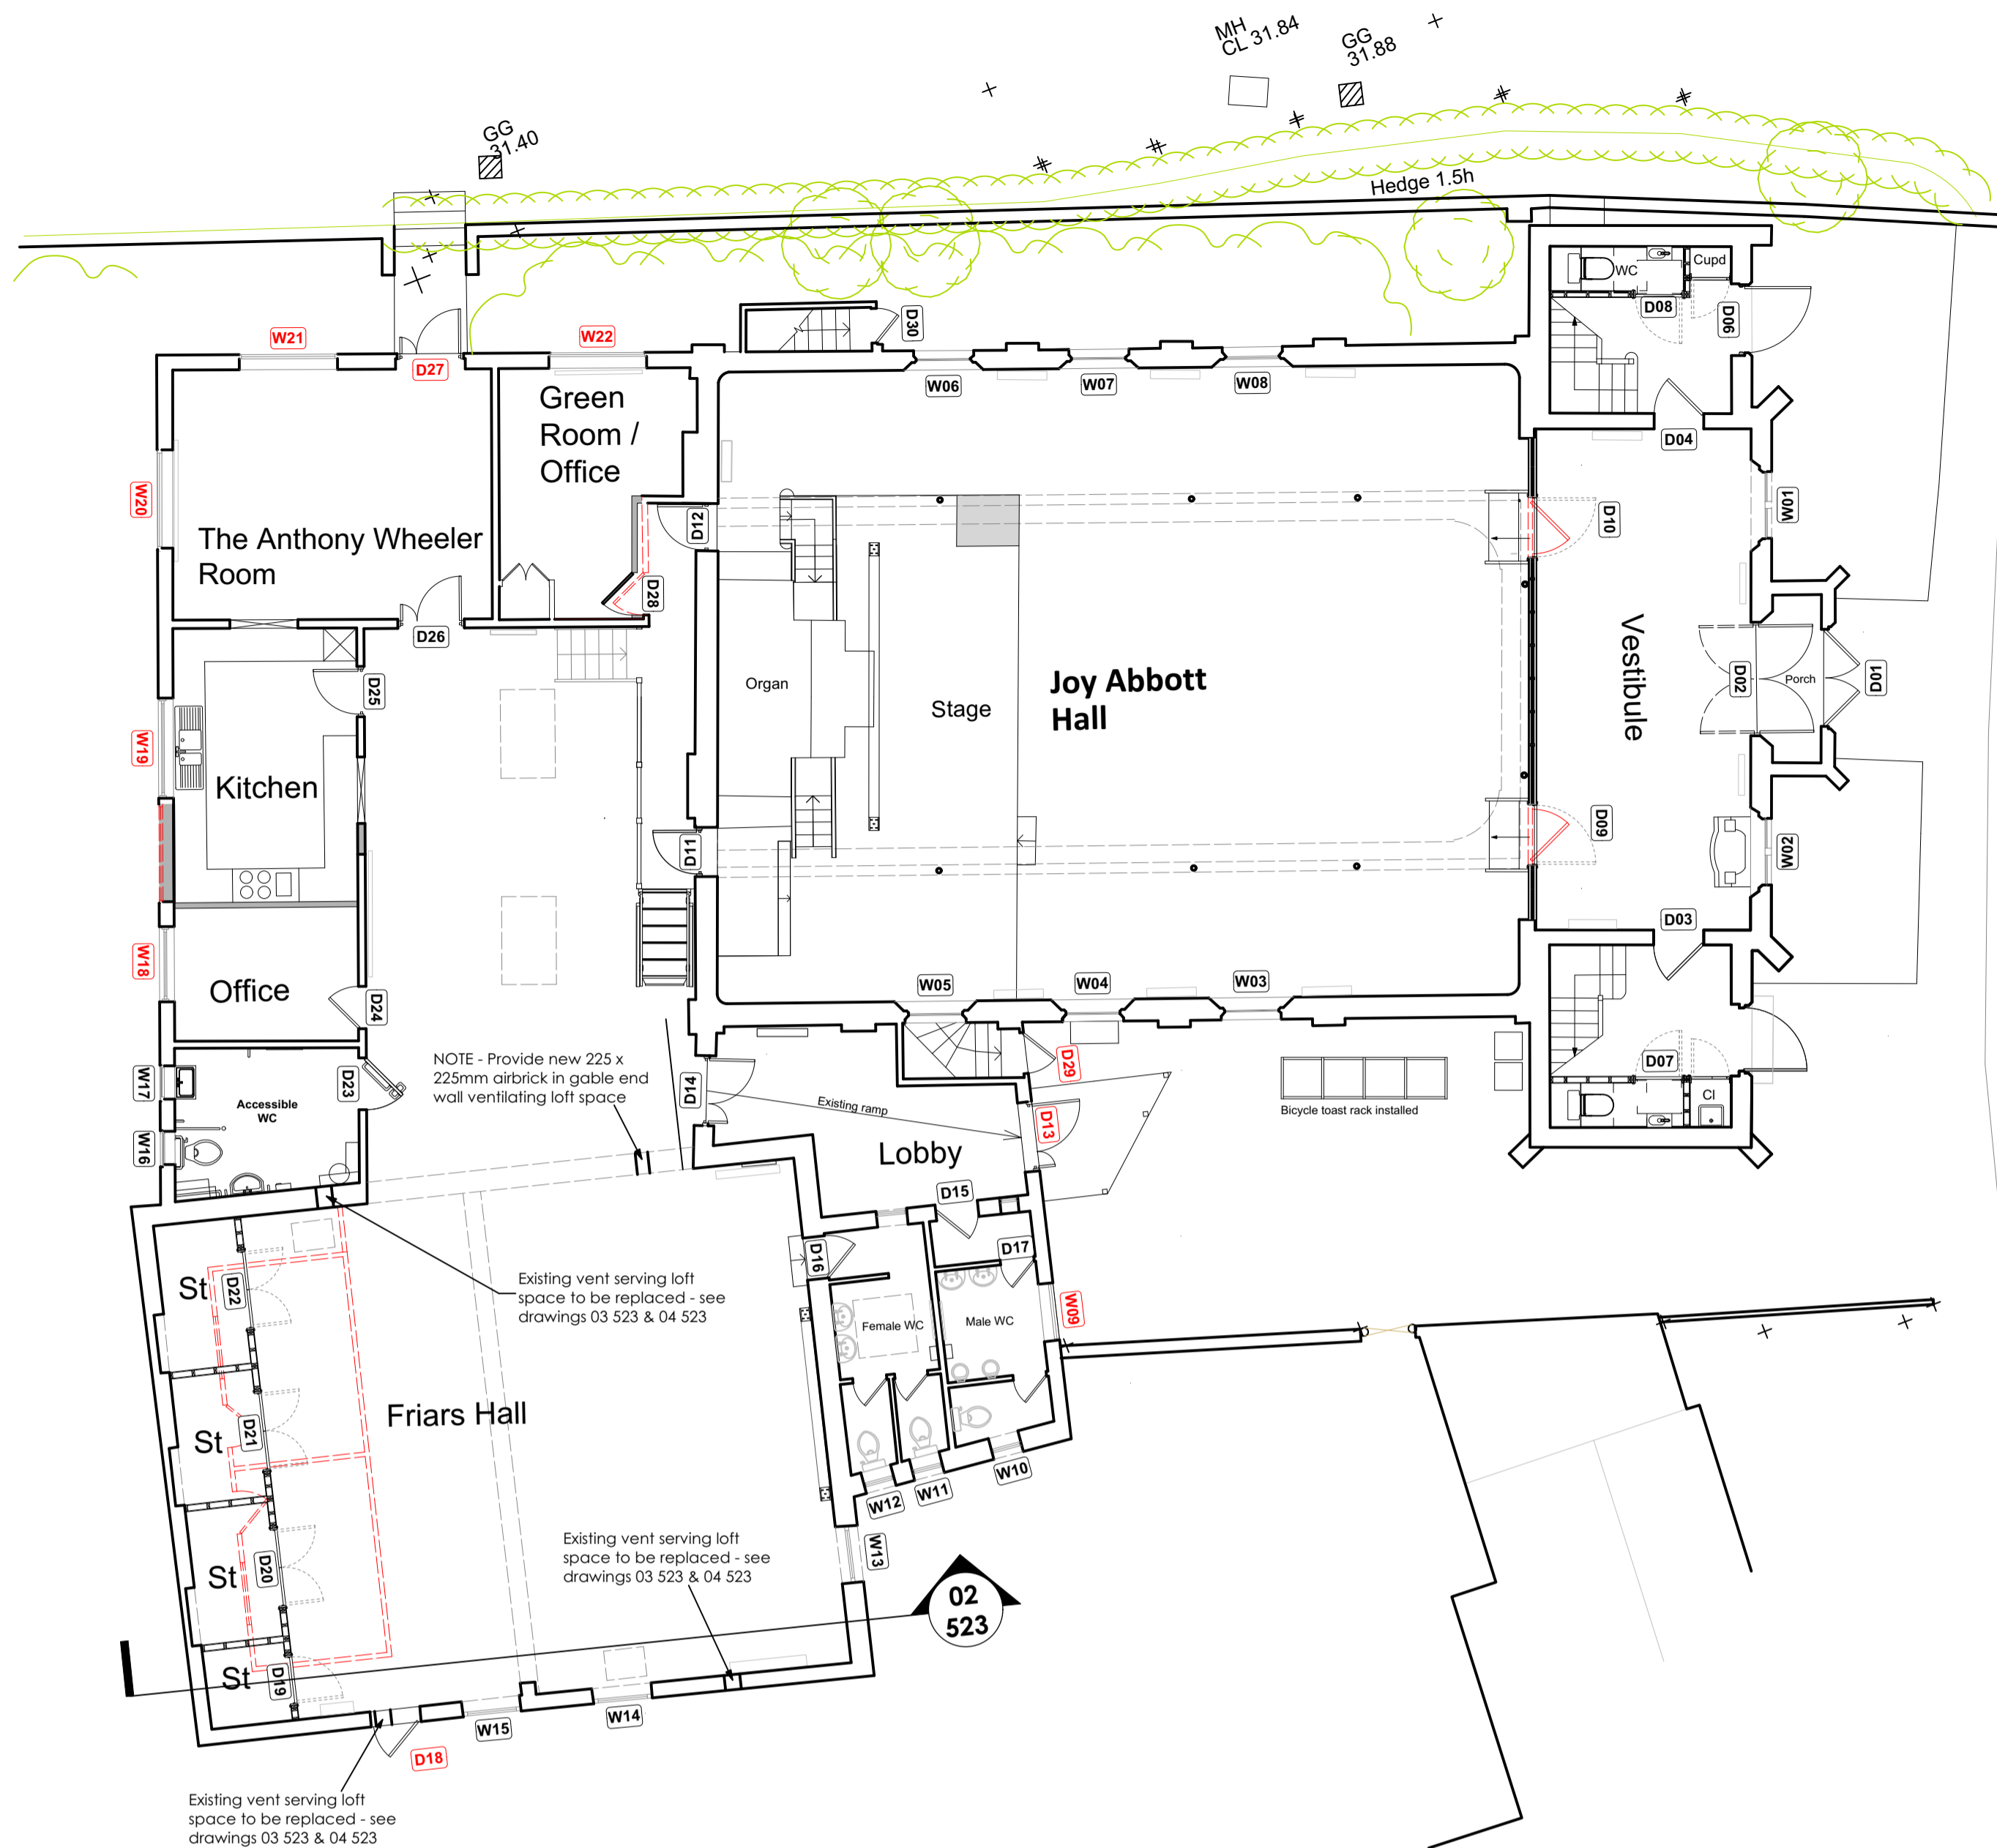 MH
CL 31.84
GG
31.88
GG
31.40
Hedge 1.5h
WC
Cupd
D08
D06
D30
W21
D27
W22
W06
W07
W08
D04
Green
Room /
Office
W20
The Anthony Wheeler
Room
D12
D10
W01
D28
D26
D25
Organ
Stage
Joy Abbott
Hall
Vestibule
D02
Porch
D01
W19
Kitchen
D11
D09
W02
D03
W18
Office
D24
W05
W04
W03
NOTE - Provide new 225 x
225mm airbrick in gable end
wall ventilating loft space
D14
D29
D07
Cl
W17
D23
Accessible
WC
W16
Existing ramp
D13
Bicycle toast rack installed
Lobby
D15
D16
D17
St
D22
Existing vent serving loft
space to be replaced - see
drawings 03 523 & 04 523
Female WC
Male WC
W09
Friars Hall
St
D21
W12
W11
W10
Existing vent serving loft
space to be replaced - see
drawings 03 523 & 04 523
W13
St
D20
02
523
St
D19
W15
W14
D18
Existing vent serving loft
space to be replaced - see
drawings 03 523 & 04 523